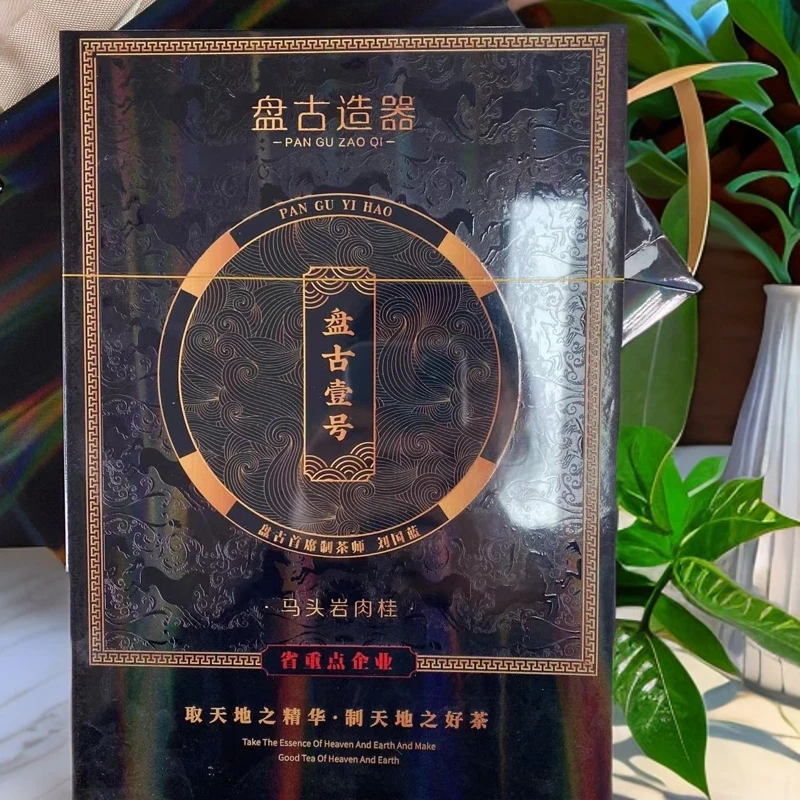 盘古造器
PAN GU ZAO QI
PAN GU YI HAO
盘古壹号
盘古首席制茶师 刘国蓝
·马头岩肉桂·
省重点企业
取天地之精华·制天地之好茶
Take The Essence Of Heaven And Earth And Make
Good Tea Of Heaven And Earth